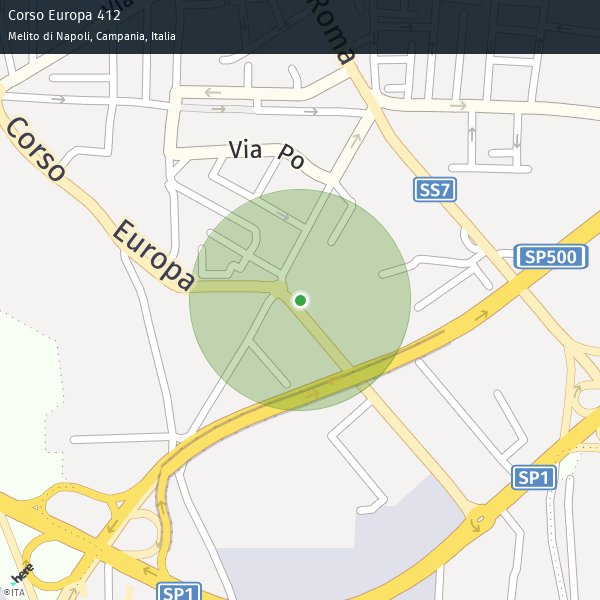 Corso Europa 412
Melito di Napoli, Campania, Italia
Via
Roma
Corso
Via Po
Europa
SS7
SP500
SP1
SP1
here
©ITA